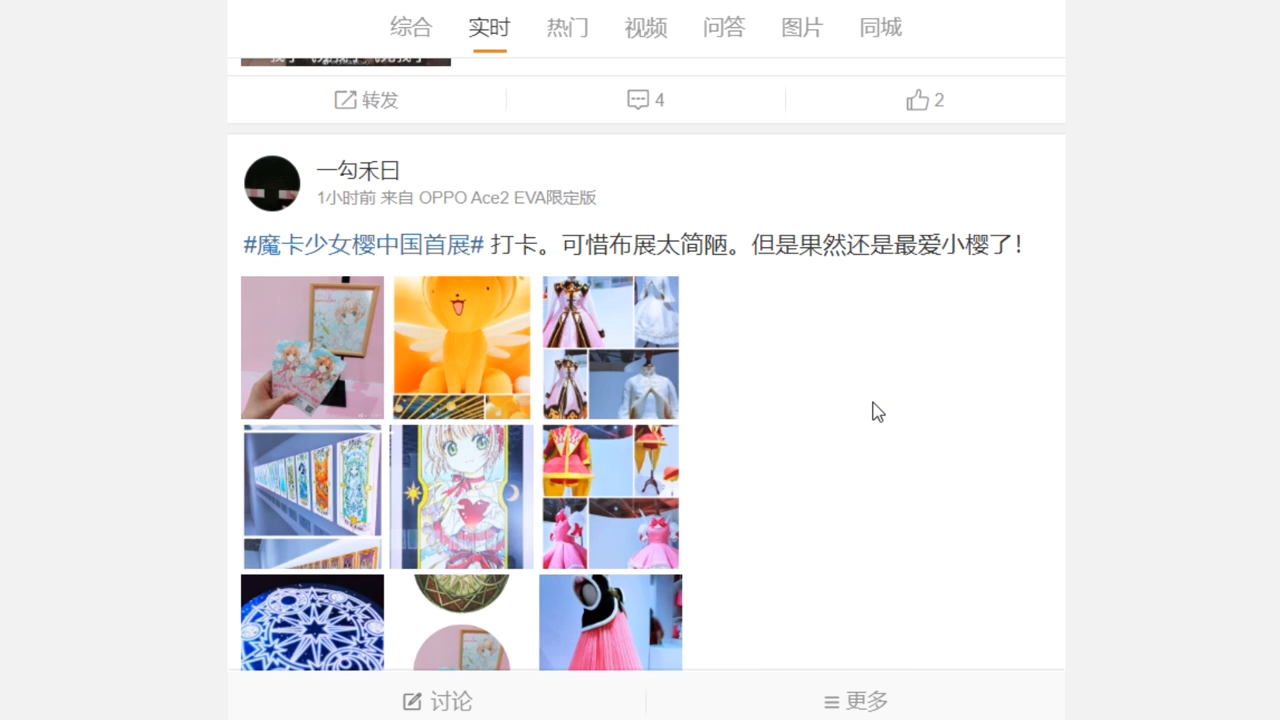 综合 实时 热门 视频 问答 图片 同城
转发 4 2
一勾禾曰
1小时前 来自 OPPO Ace2 EVA限定版
#魔卡少女樱中国首展# 打卡。可惜布展太简陋。但是果然还是最爱小樱了！
讨论 更多